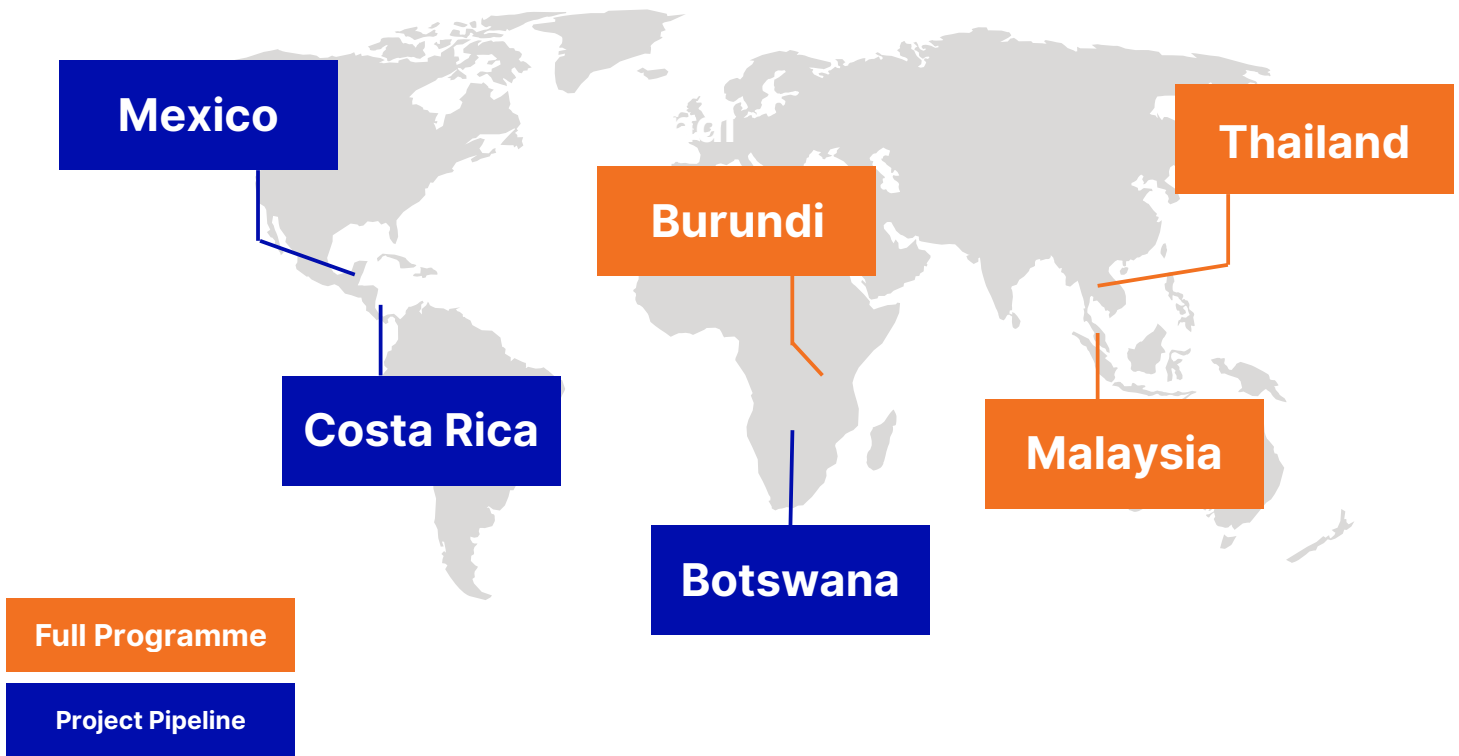 Mexico
Thailand
Burundi
Costa Rica
Malaysia
Botswana
Full Programme
Project Pipeline